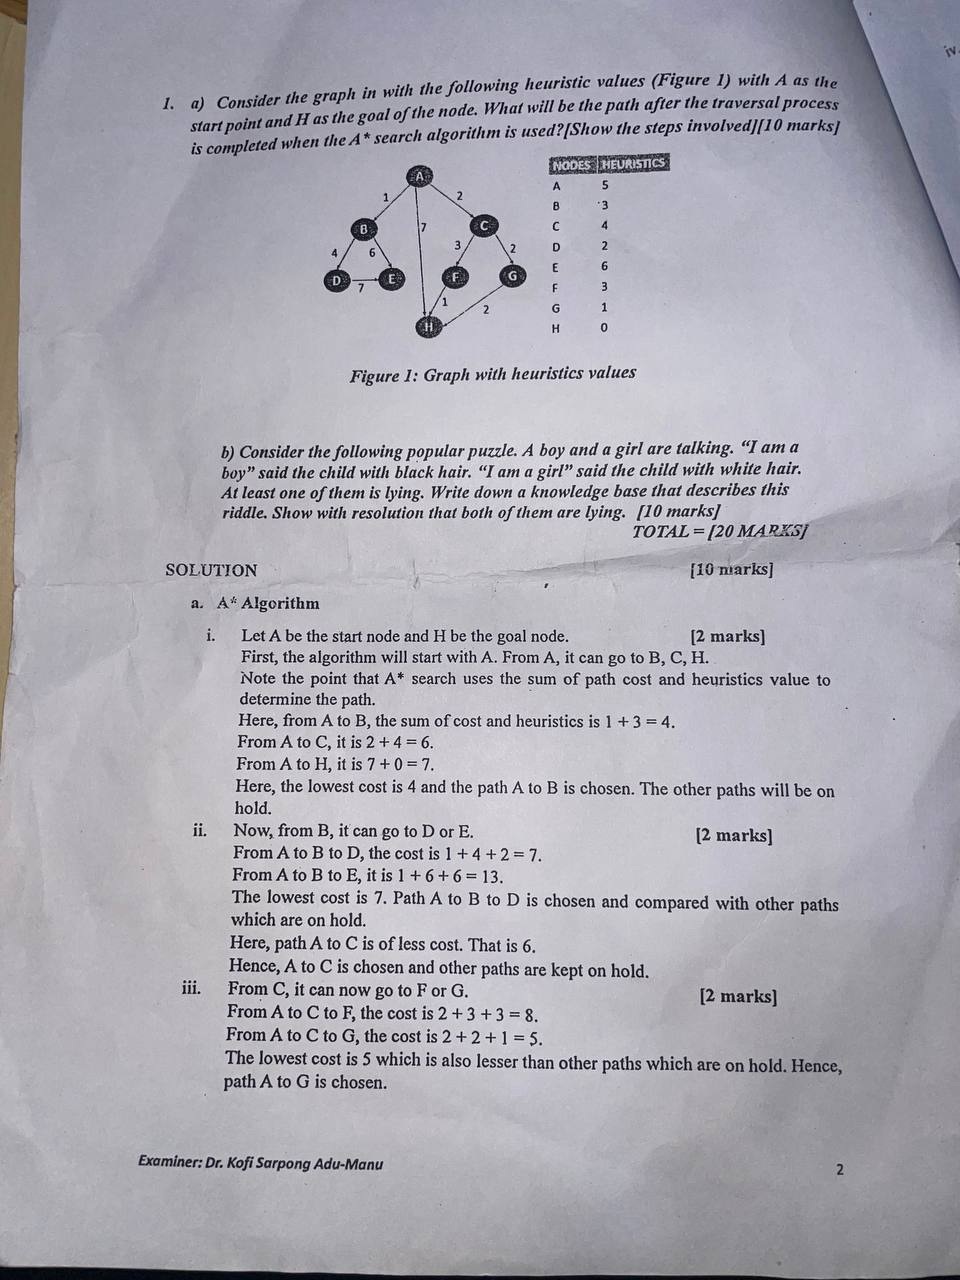 iv.
1. a) Consider the graph in with the following heuristic values (Figure 1) with A as the
start point and H as the goal of the node. What will be the path after the traversal process
is completed when the A* search algorithm is used?[Show the steps involved][10 marks]
NODES HEURISTICS
A 5
B 3
C 4
D 2
E 6
F 3
G 1
H 0
A
1 2
B 7 C
4 6 3 2
D 7 E F G
1 2
H
Figure 1: Graph with heuristics values
b) Consider the following popular puzzle. A boy and a girl are talking. “I am a
boy” said the child with black hair. “I am a girl” said the child with white hair.
At least one of them is lying. Write down a knowledge base that describes this
riddle. Show with resolution that both of them are lying. [10 marks]
TOTAL = [20 MARKS]
SOLUTION [10 marks]
a. A* Algorithm
i. Let A be the start node and H be the goal node. [2 marks]
First, the algorithm will start with A. From A, it can go to B, C, H.
Note the point that A* search uses the sum of path cost and heuristics value to
determine the path.
Here, from A to B, the sum of cost and heuristics is 1 + 3 = 4.
From A to C, it is 2 + 4 = 6.
From A to H, it is 7 + 0 = 7.
Here, the lowest cost is 4 and the path A to B is chosen. The other paths will be on
hold.
ii. Now, from B, it can go to D or E. [2 marks]
From A to B to D, the cost is 1 + 4 + 2 = 7.
From A to B to E, it is 1 + 6 + 6 = 13.
The lowest cost is 7. Path A to B to D is chosen and compared with other paths
which are on hold.
Here, path A to C is of less cost. That is 6.
Hence, A to C is chosen and other paths are kept on hold.
iii. From C, it can now go to F or G. [2 marks]
From A to C to F, the cost is 2 + 3 + 3 = 8.
From A to C to G, the cost is 2 + 2 + 1 = 5.
The lowest cost is 5 which is also lesser than other paths which are on hold. Hence,
path A to G is chosen.
Examiner: Dr. Kofi Sarpong Adu-Manu 2